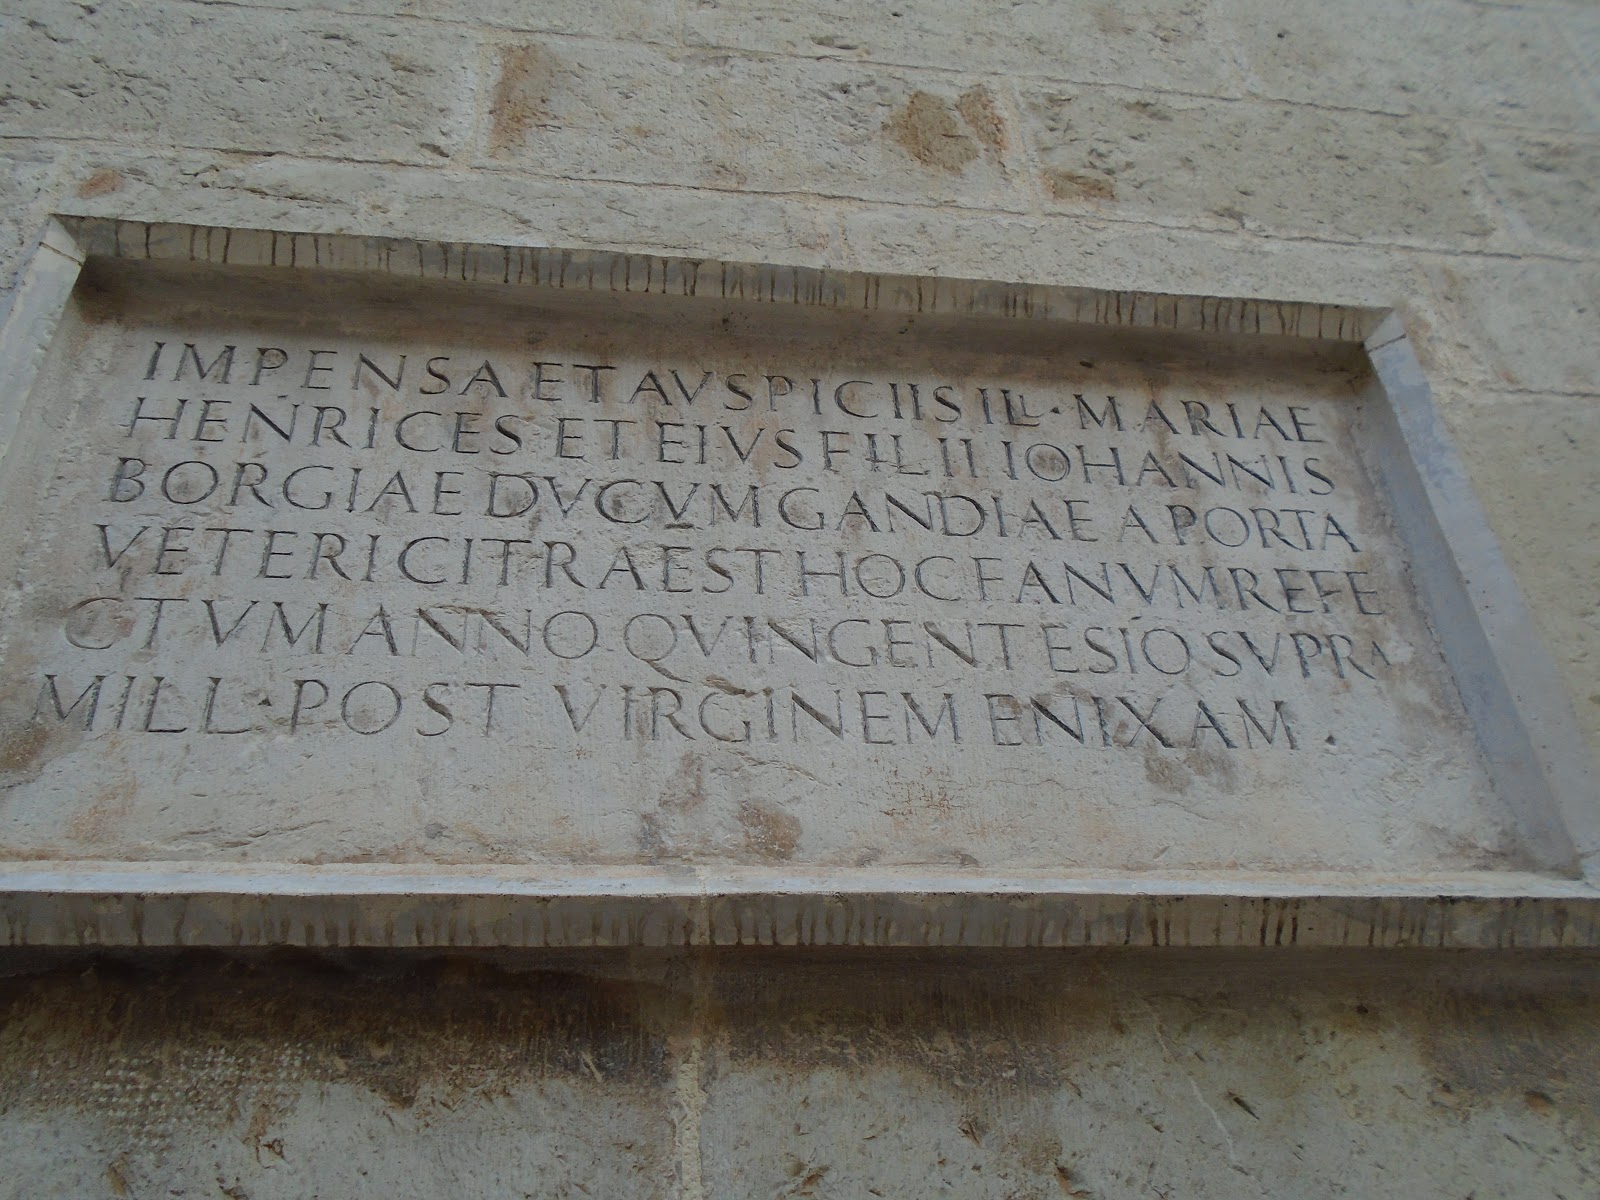 IMPENSA ET AVSPICIIS ILL · MARIAE
HENRICES ET EIVS FILII IOHANNIS
BORGIAE DVCVM GANDIAE A PORTA
VETERI CITRA EST HOC FANVM REFE
CTVM ANNO QVINGENTESIO SVPRA
MILL · POST VIRGINEM ENIXAM .